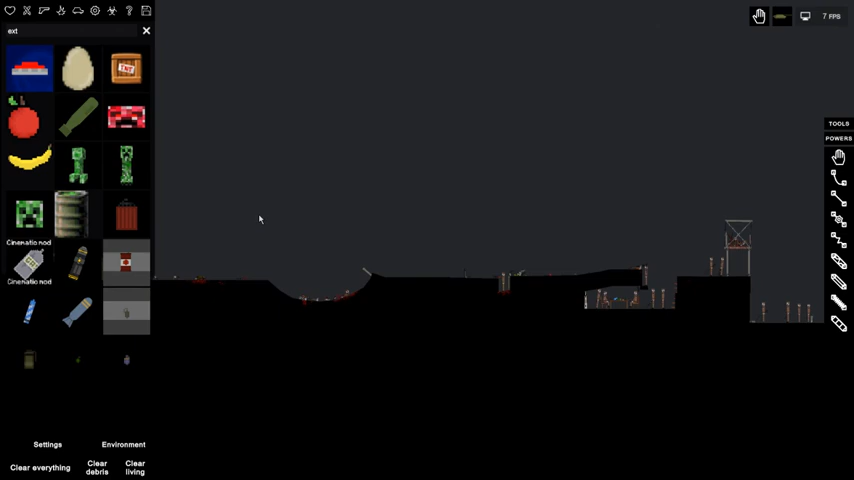 7 FPS
ext
TNT
TOOLS
POWERS
Cinematic mod
Cinematic mod
Settings
Environment
Clear everything
Clear debris
Clear living